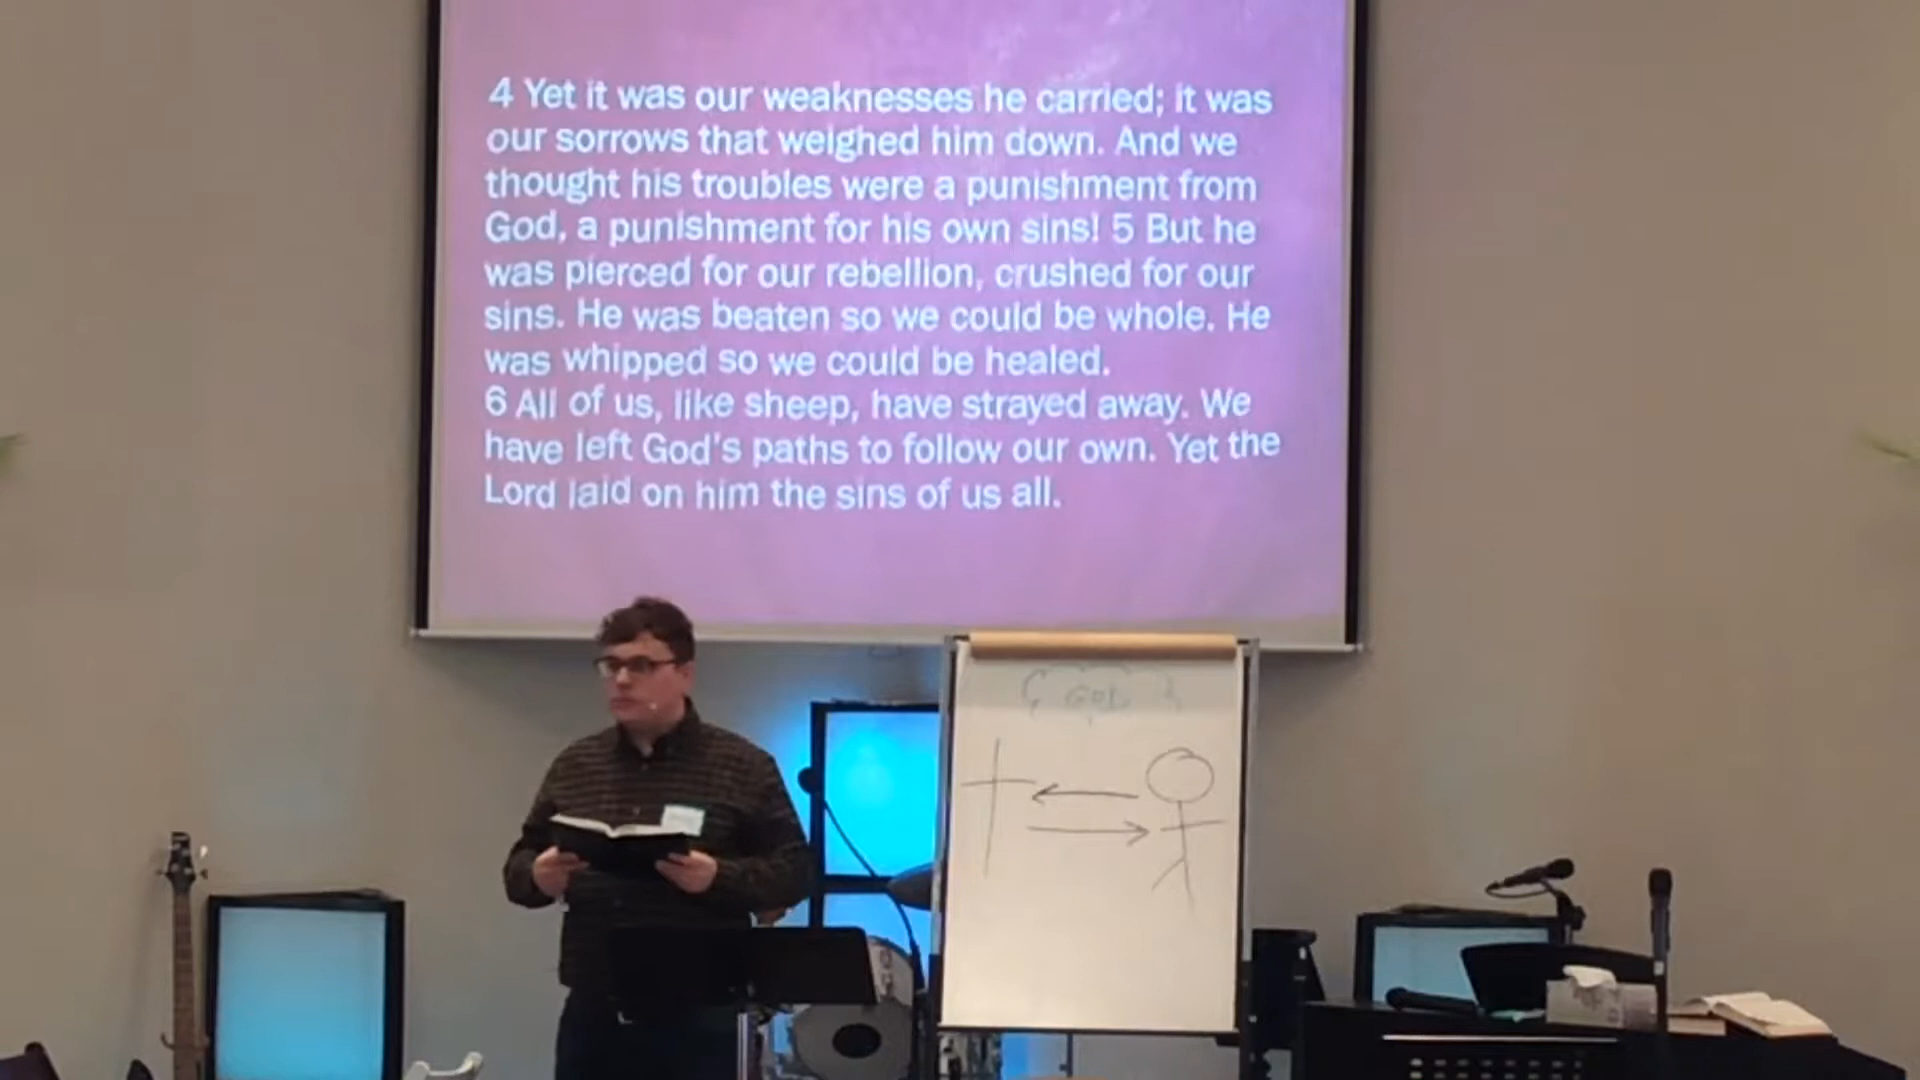 4 Yet it was our weaknesses he carried; it was
our sorrows that weighed him down. And we
thought his troubles were a punishment from
God, a punishment for his own sins! 5 But he
was pierced for our rebellion, crushed for our
sins. He was beaten so we could be whole. He
was whipped so we could be healed.
6 All of us, like sheep, have strayed away. We
have left God's paths to follow our own. Yet the
Lord laid on him the sins of us all.
GOD